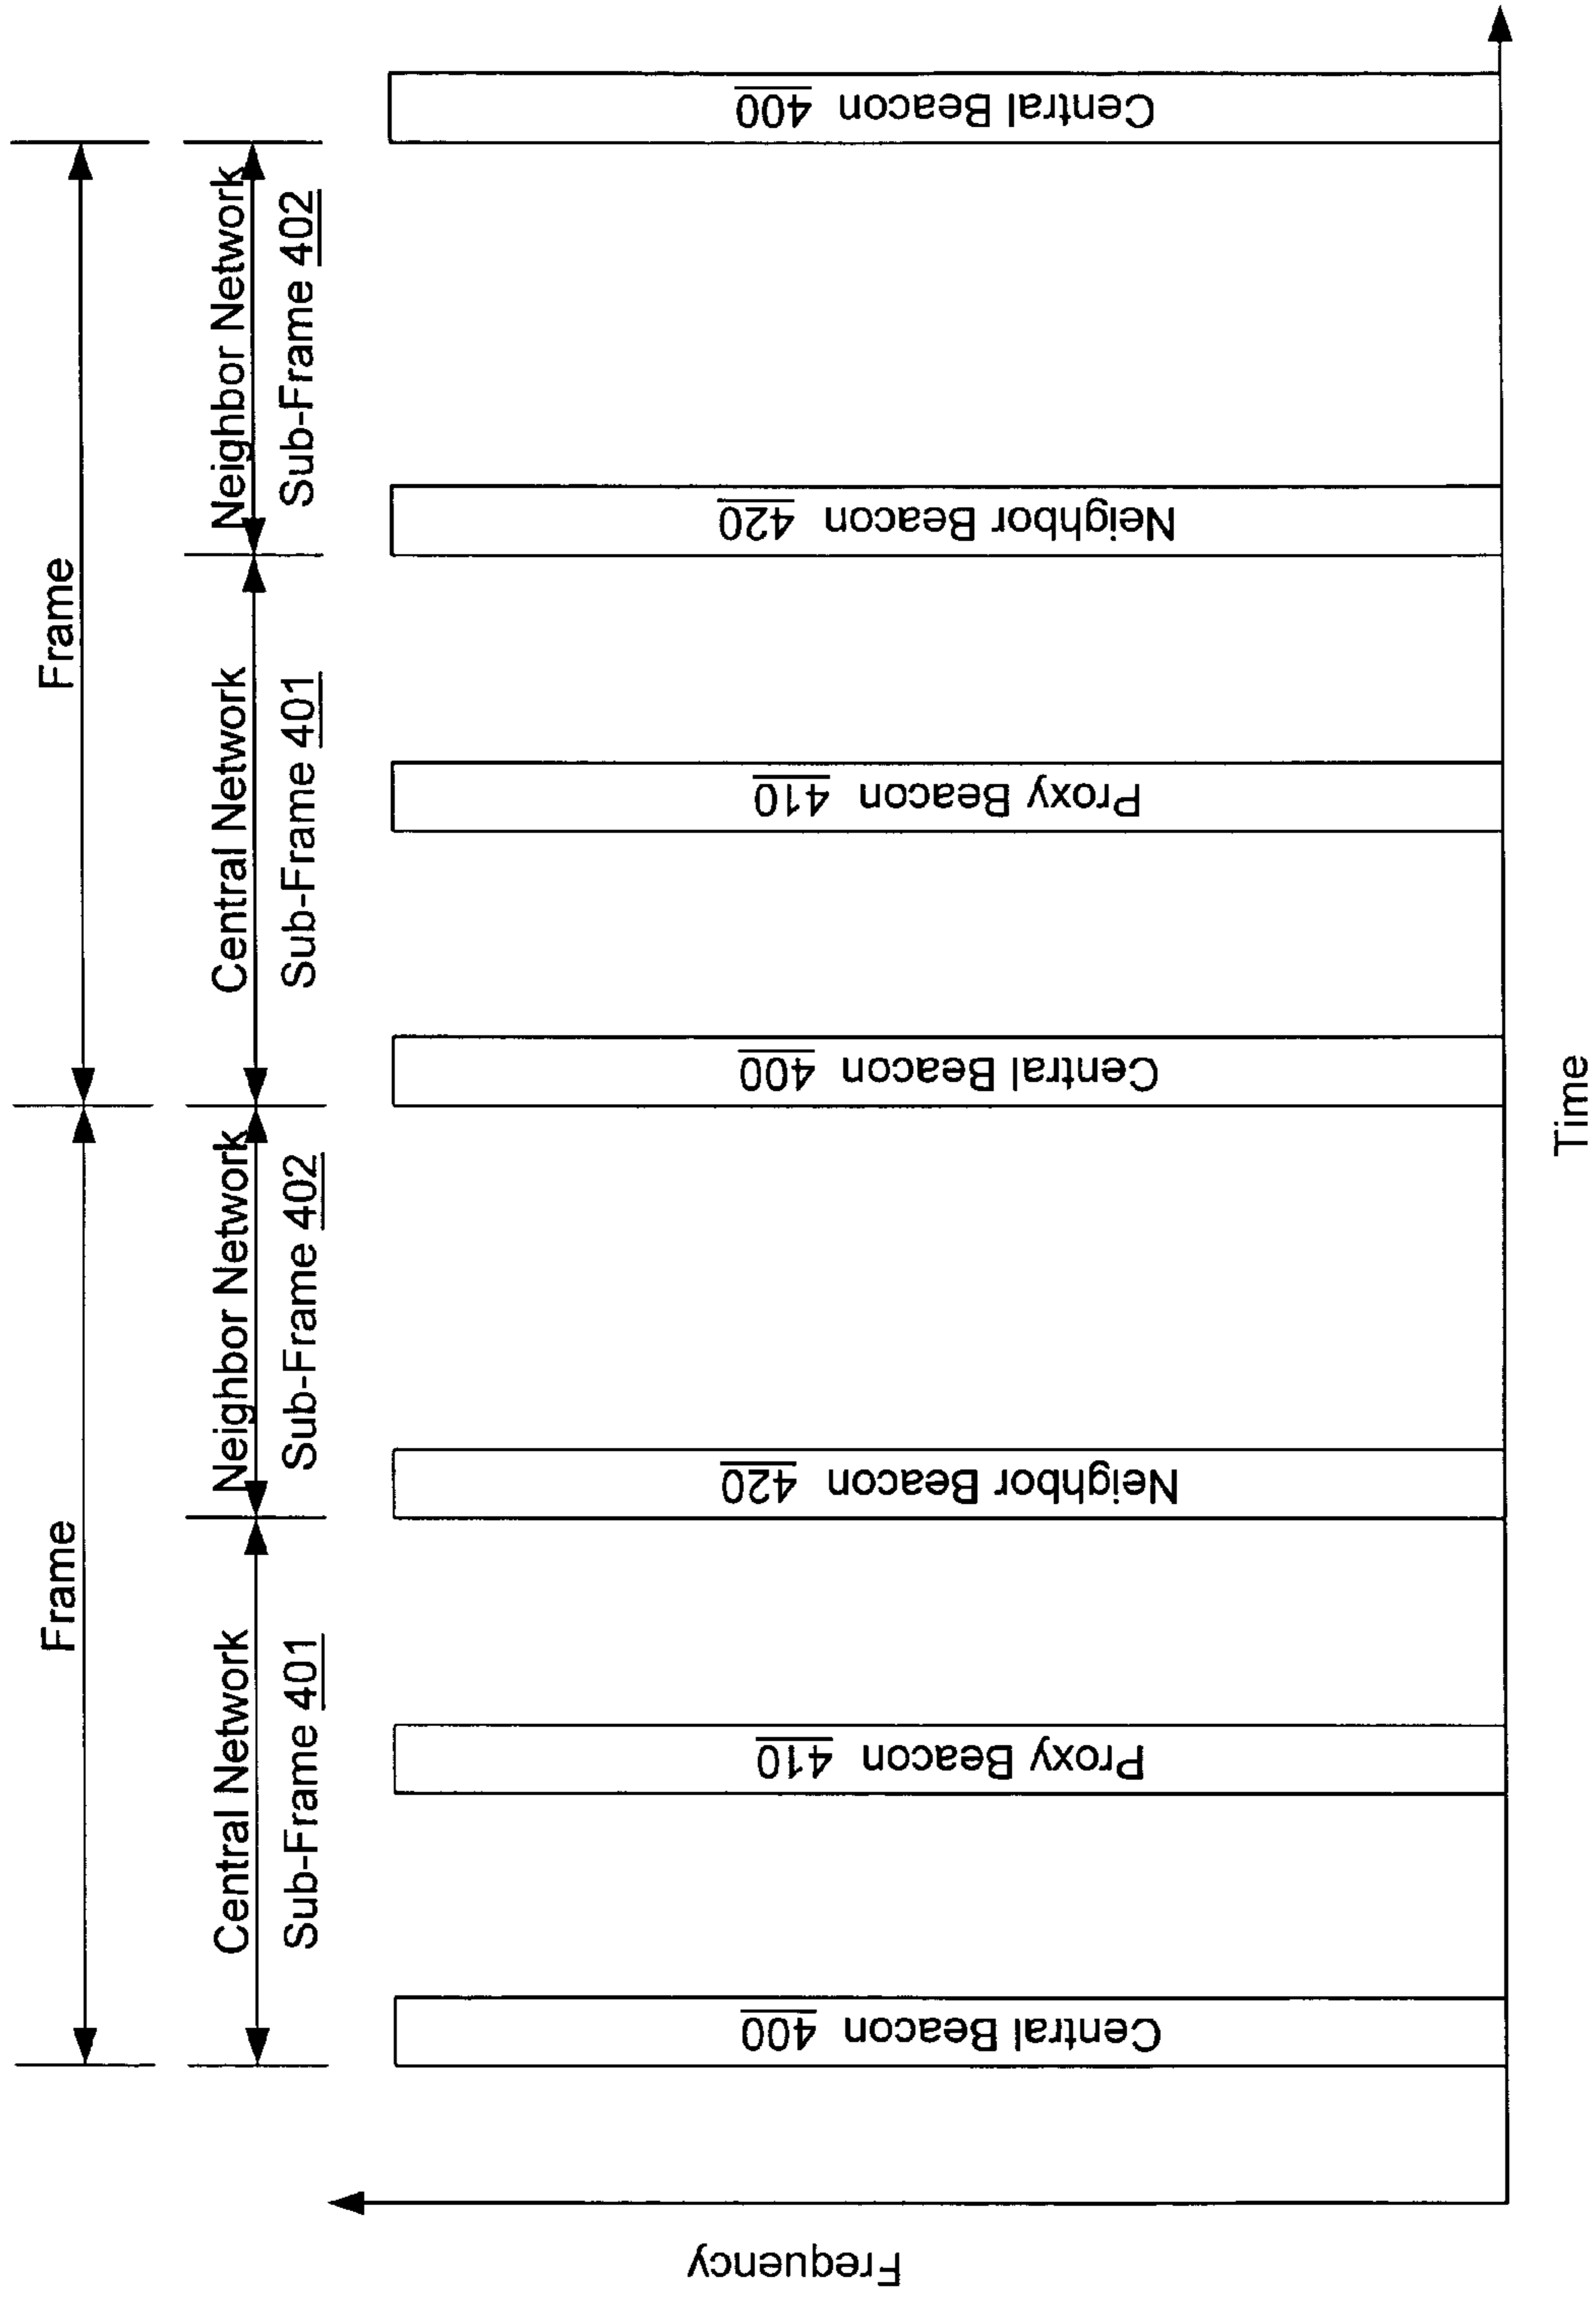 Frame
Frame
Central Network
Sub-Frame 401
Neighbor Network
Sub-Frame 402
Central Network
Sub-Frame 401
Neighbor Network
Sub-Frame 402
Frequency
Central Beacon 400
Proxy Beacon 410
Neighbor Beacon 420
Central Beacon 400
Proxy Beacon 410
Neighbor Beacon 420
Central Beacon 400
Time